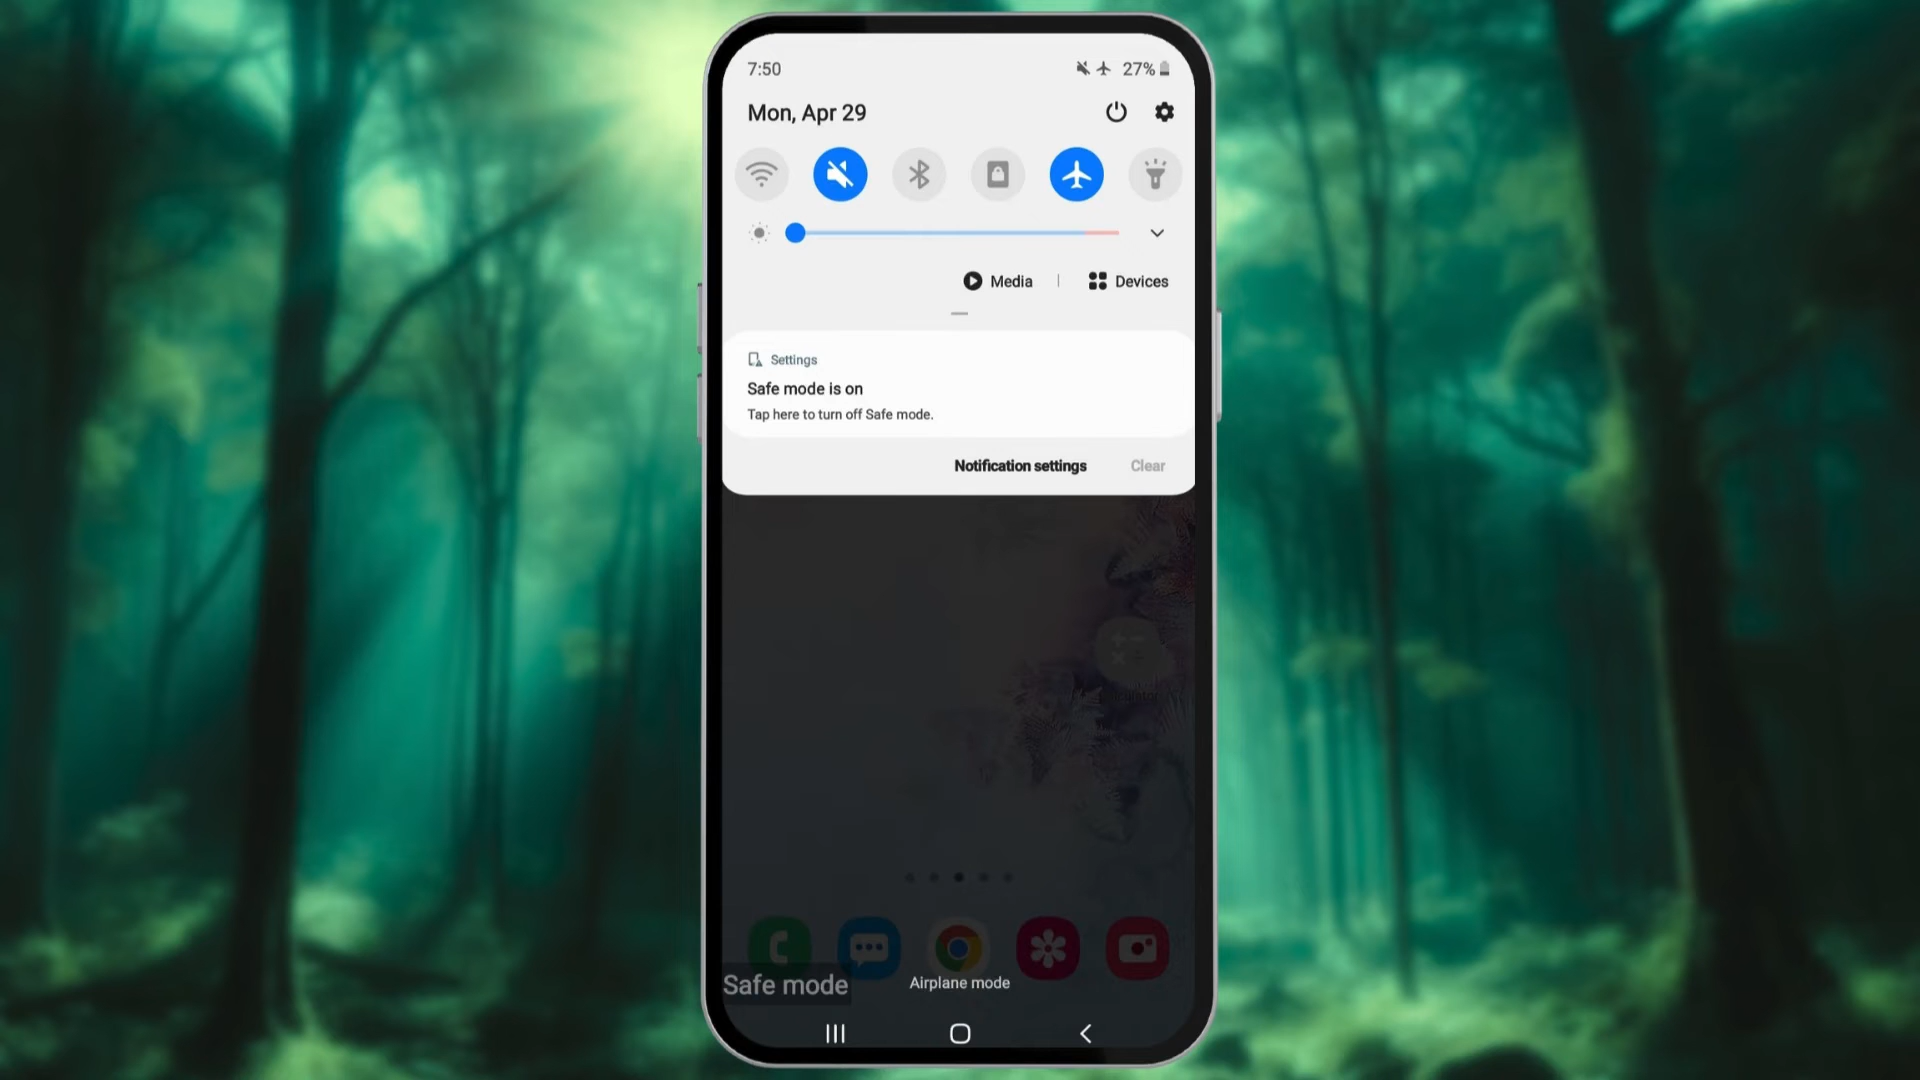 7:50
27%
Mon, Apr 29
Media
Devices
Settings
Safe mode is on
Tap here to turn off Safe mode.
Notification settings
Clear
Safe mode
Airplane mode